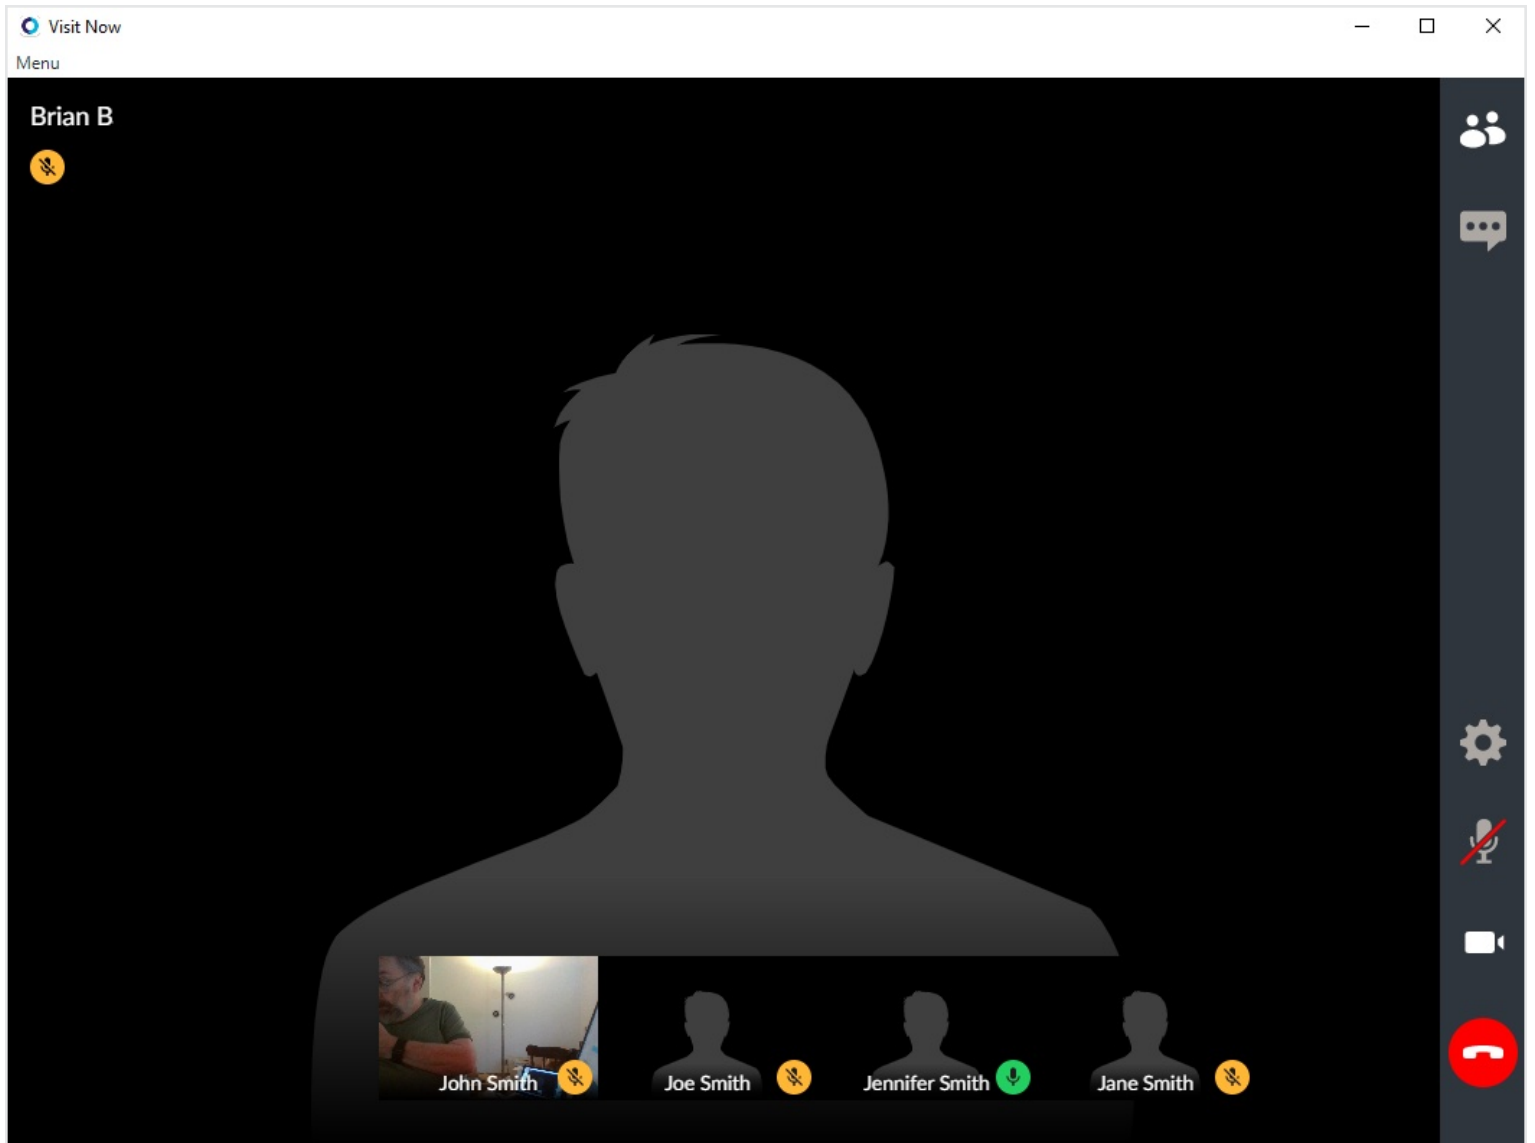 Visit Now
Menu
Brian B
John Smith
Joe Smith
Jennifer Smith
Jane Smith